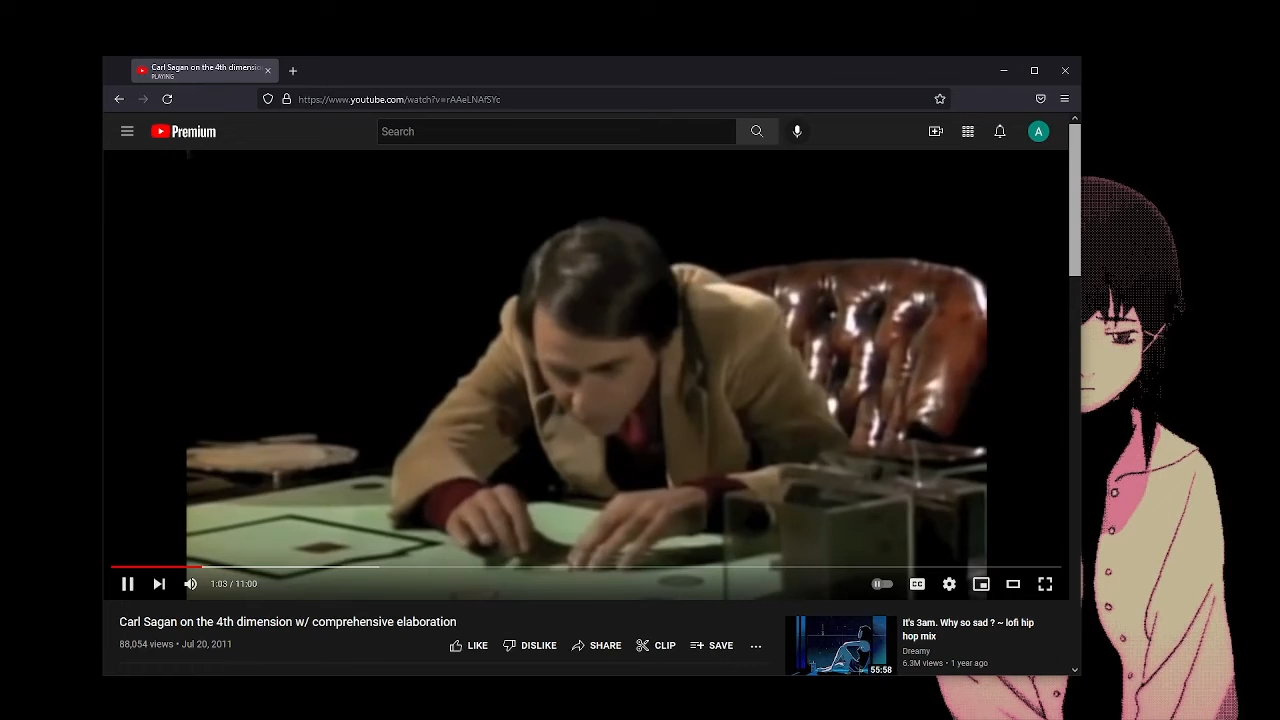 Carl Sagan on the 4th dimensio
PLAYING
https://www.youtube.com/watch?v=rAAeLNAfSYc
Premium
Search
A
1:03 / 11:00
CC
Carl Sagan on the 4th dimension w/ comprehensive elaboration
88,054 views • Jul 20, 2011
LIKE
DISLIKE
SHARE
CLIP
SAVE
It's 3am. Why so sad ? ~ lofi hip
hop mix
Dreamy
6.3M views • 1 year ago
55:58